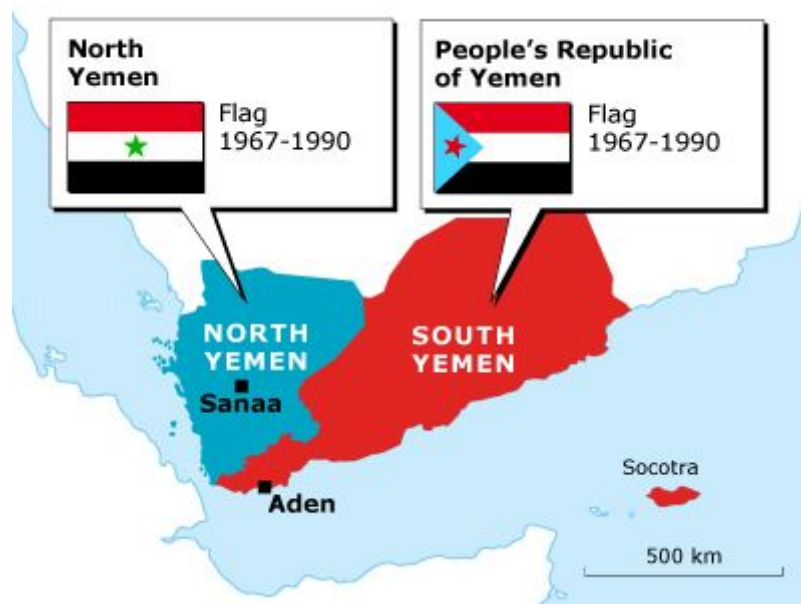 North
Yemen
Flag
1967-1990
People's Republic
of Yemen
Flag
1967-1990
NORTH
YEMEN
SOUTH
YEMEN
Sanaa
Aden
Socotra
500 km